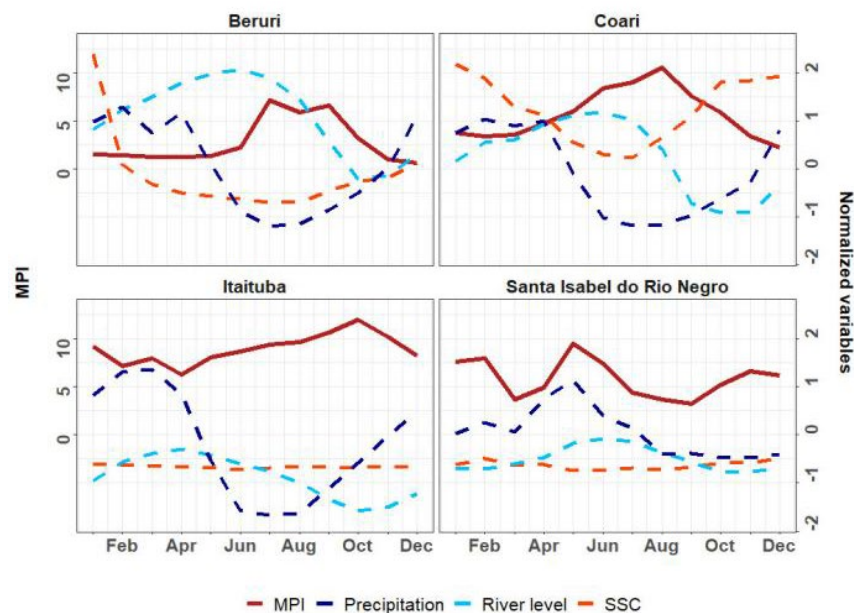 Beruri
Coari
10
5
0
2
1
0
-1
-2
MPI
Normalized variables
Itaituba
Santa Isabel do Rio Negro
10
5
0
2
1
0
-1
-2
Feb Apr Jun Aug Oct Dec
Feb Apr Jun Aug Oct Dec
MPI Precipitation River level SSC